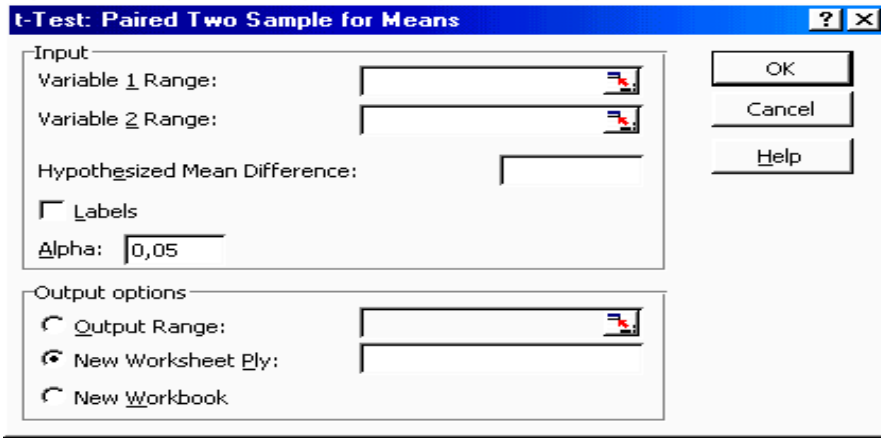 t-Test: Paired Two Sample for Means
Input
Variable 1 Range:
Variable 2 Range:
Hypothesized Mean Difference:
Labels
Alpha: 0,05
OK
Cancel
Help
Output options
Output Range:
New Worksheet Ply:
New Workbook